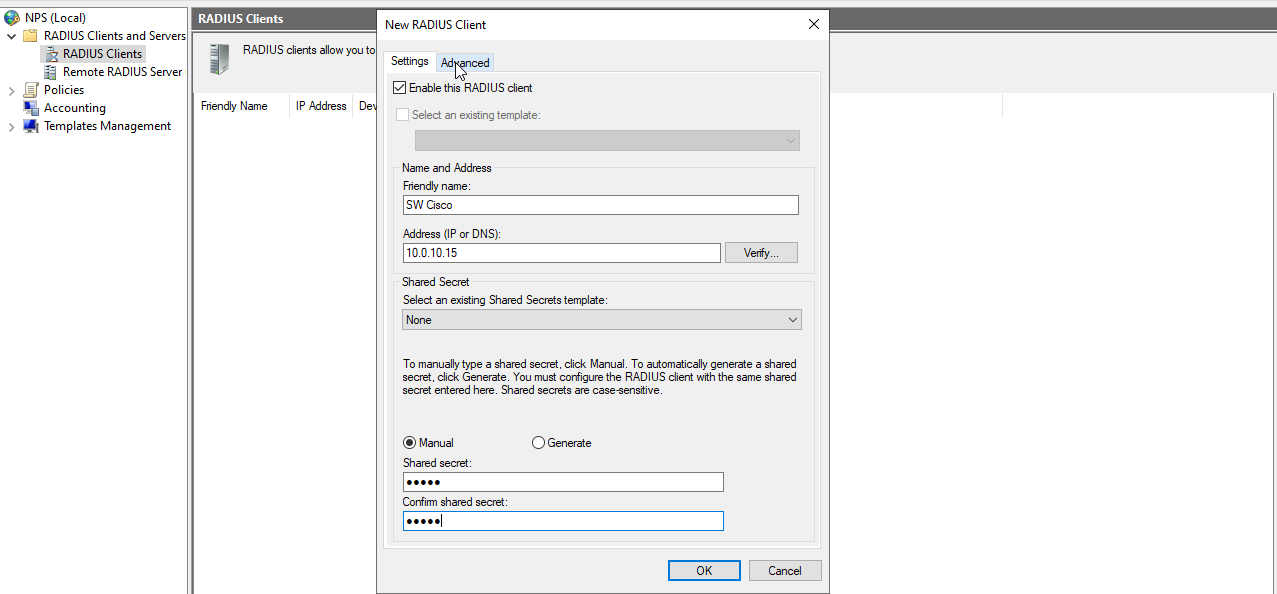 NPS (Local)
RADIUS Clients and Servers
RADIUS Clients
Remote RADIUS Server
Policies
Accounting
Templates Management
RADIUS Clients
RADIUS clients allow you to
Friendly Name IP Address Dev
New RADIUS Client
Settings Advanced
Enable this RADIUS client
Select an existing template:
Name and Address
Friendly name:
SW Cisco
Address (IP or DNS):
10.0.10.15 Verify...
Shared Secret
Select an existing Shared Secrets template:
None
To manually type a shared secret, click Manual. To automatically generate a shared
secret, click Generate. You must configure the RADIUS client with the same shared
secret entered here. Shared secrets are case-sensitive.
Manual Generate
Shared secret:
●●●●●
Confirm shared secret:
●●●●●
OK Cancel